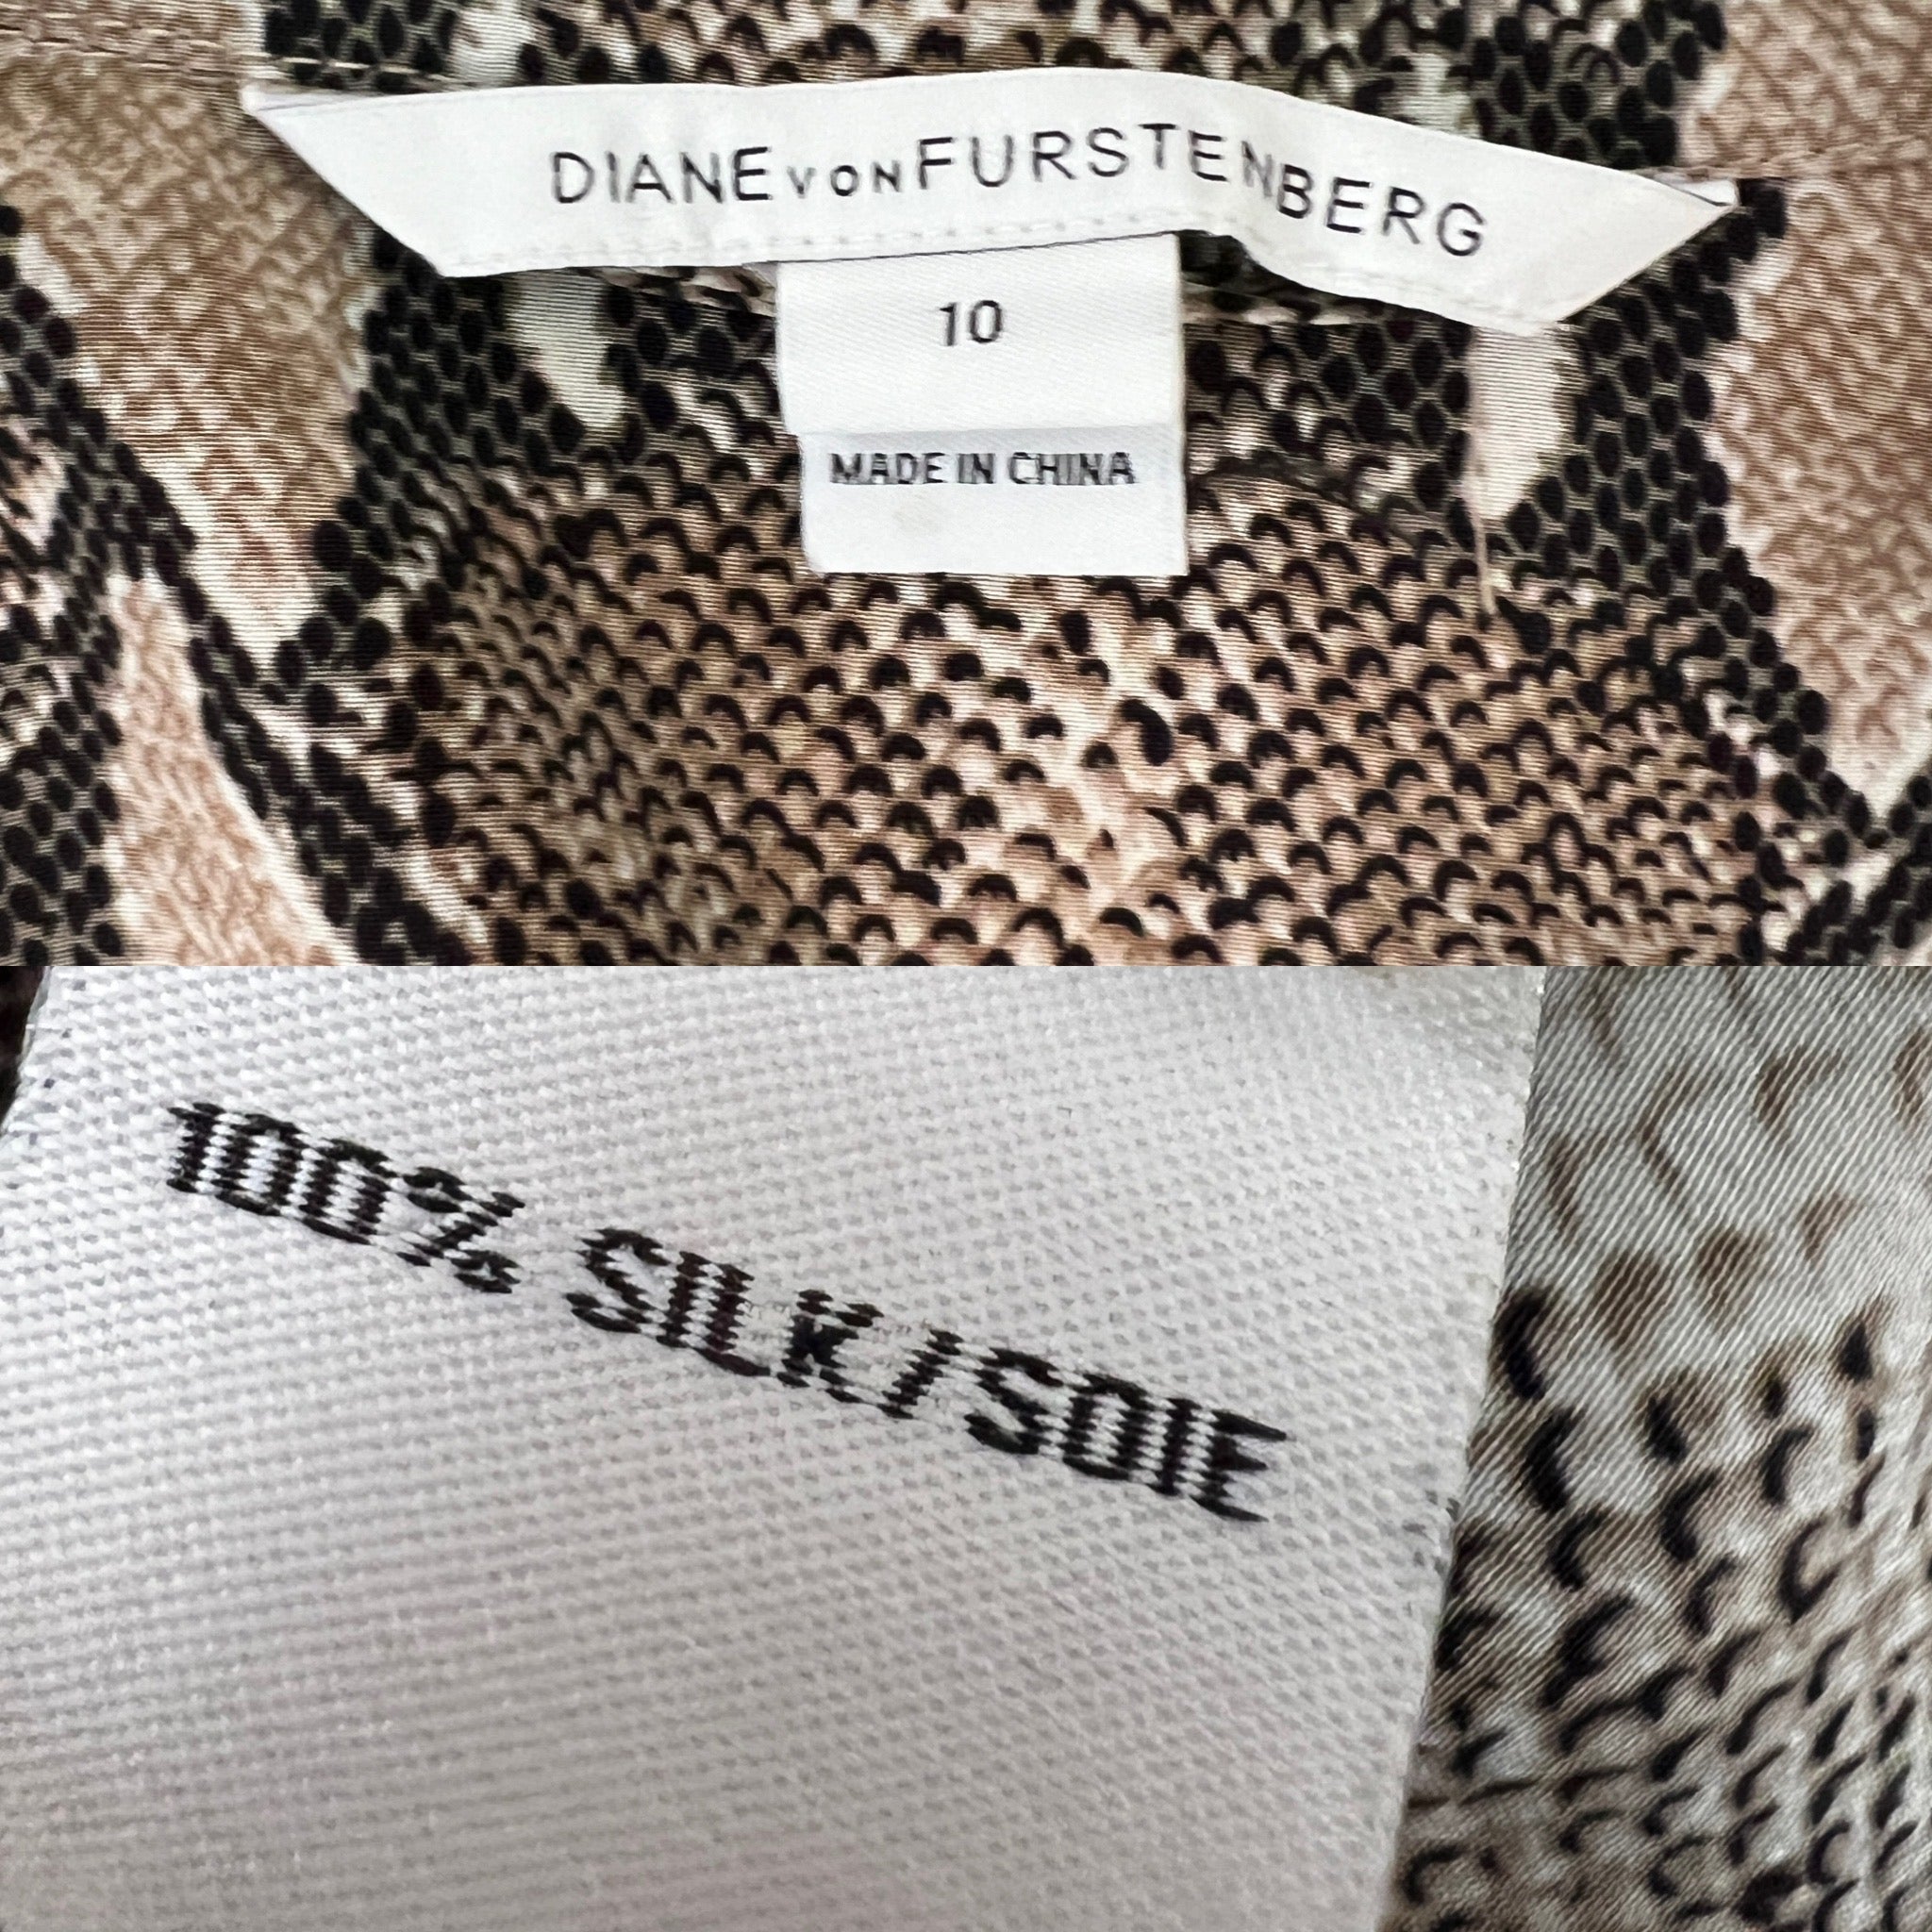 DIANE VON FURSTENBERG
10
MADE IN CHINA
100% SILK / SOIE